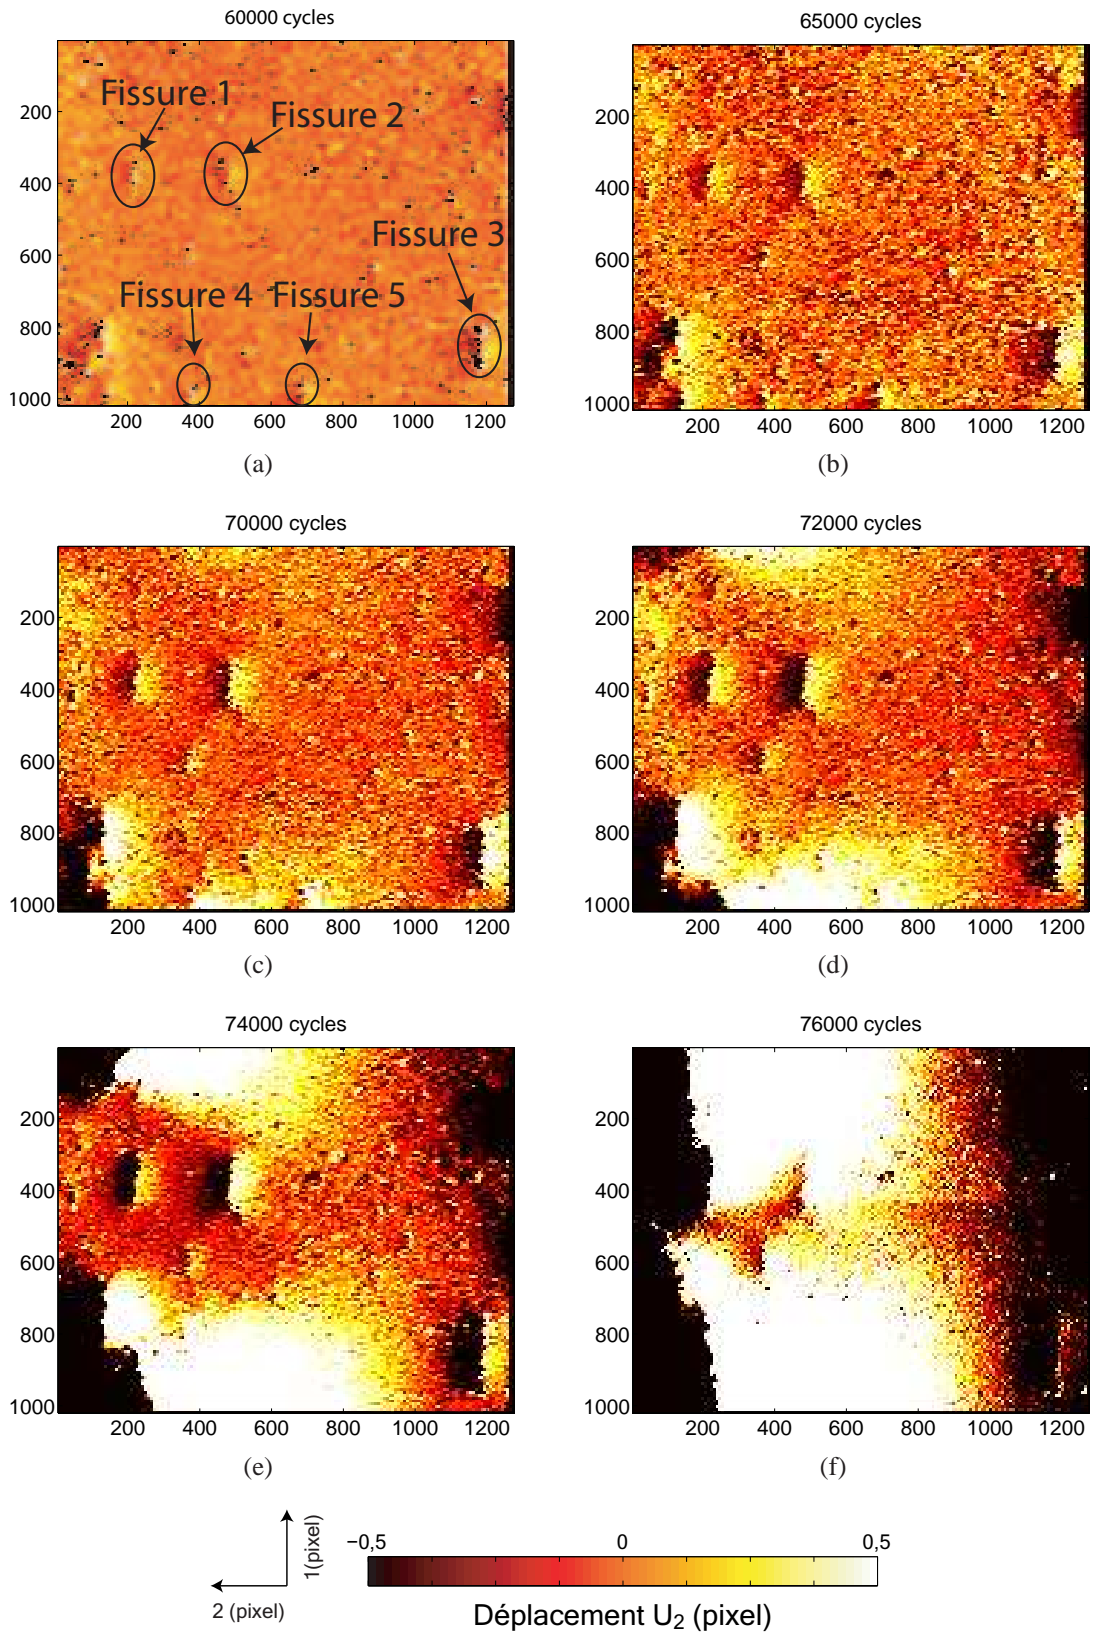 60000 cycles
65000 cycles
Fissure 1
Fissure 2
Fissure 3
Fissure 4
Fissure 5
200
400
600
800
1000
200 400 600 800 1000 1200
200
400
600
800
1000
200 400 600 800 1000 1200
(a)
(b)
70000 cycles
72000 cycles
200
400
600
800
1000
200 400 600 800 1000 1200
200
400
600
800
1000
200 400 600 800 1000 1200
(c)
(d)
74000 cycles
76000 cycles
200
400
600
800
1000
200 400 600 800 1000 1200
200
400
600
800
1000
200 400 600 800 1000 1200
(e)
(f)
1(pixel)
2 (pixel)
−0,5 0 0,5
Déplacement U₂ (pixel)